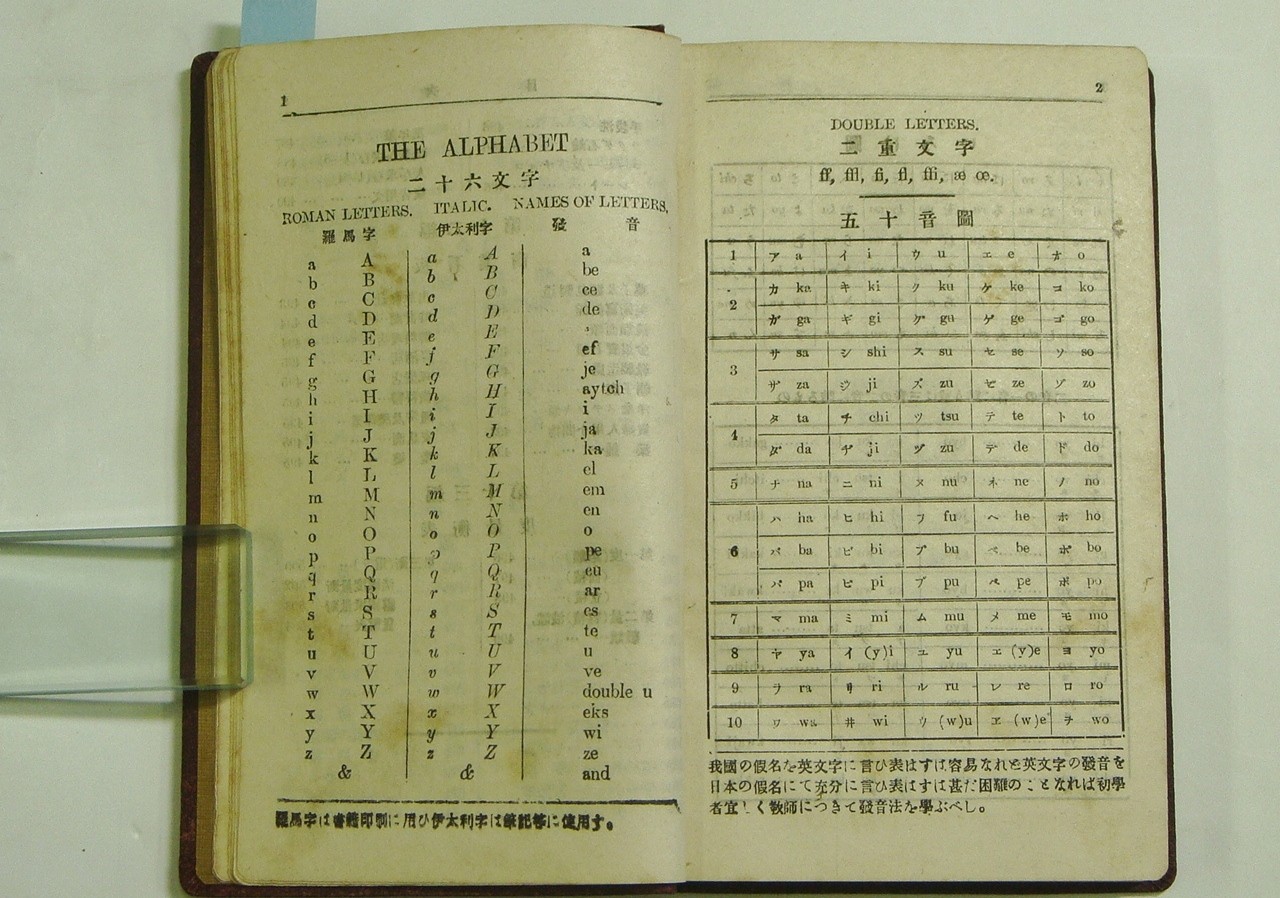 1
THE ALPHABET
二十六文字
ROMAN LETTERS. ITALIC. NAMES OF LETTERS,
羅馬字 伊太利字 發音
a A a A a
b B b B be
c C c C ce
d D d D de
e E e E
f F f F ef
g G g G je
h H h H aytch
i I i I i
j J j J ja
k K k K ka
l L l L el
m M m M em
n N n N en
o O o O o
p P p P pe
q Q q Q cu
r R r R ar
s S s S es
t T t T te
u U u U u
v V v V ve
w W w W double u
x X x X eks
y Y y Y wi
z Z z Z ze
& & and
羅馬字は書籍印刷に用ひ伊太利字は筆記等に使用す。
2
DOUBLE LETTERS.
二重文字
ff, ffl, fi, fl, ffi, æ œ.
五十音圖
1 ア a イ i ウ u エ e オ o
2 カ ka キ ki ク ku ケ ke コ ko
ガ ga ギ gi グ gu ゲ ge ゴ go
3 サ sa シ shi ス su セ se ソ so
ザ za ジ ji ズ zu ゼ ze ゾ zo
4 タ ta チ chi ツ tsu テ te ト to
ダ da ヂ ji ヅ zu デ de ド do
5 ナ na ニ ni ヌ nu ネ ne ノ no
6 ハ ha ヒ hi フ fu ヘ he ホ ho
バ ba ビ bi ブ bu ベ be ボ bo
パ pa ピ pi プ pu ペ pe ポ po
7 マ ma ミ mi ム mu メ me モ mo
8 ヤ ya イ (y)i ユ yu エ (y)e ヨ yo
9 ラ ra リ ri ル ru レ re ロ ro
10 ワ wa ヰ wi ウ (w)u ヱ (w)e ヲ wo
我國の假名を英文字に言ひ表はすは容易なれど英文字の發音を
日本の假名にて充分に言ひ表はすは甚だ困難のことなれば初學
者宜しく敎師につきて發音法を學ぶべし。